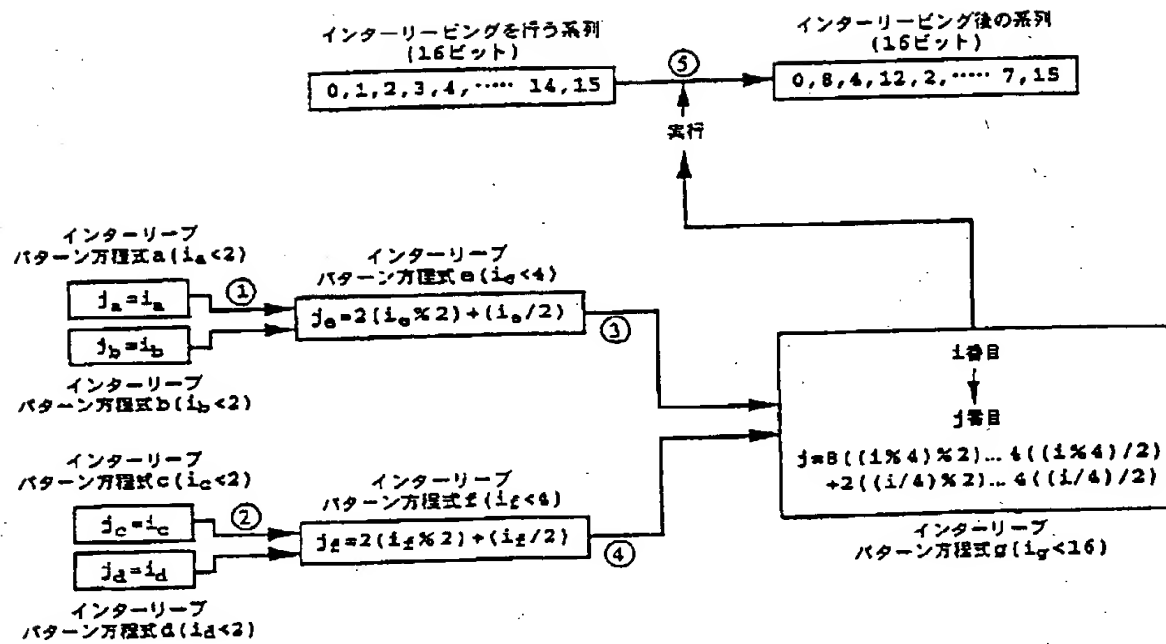 インターリービングを行う系列
(16ビット)
0,1,2,3,4,····· 14,15
⑤
インターリービング後の系列
(16ビット)
0,8,4,12,2,····· 7,15
実行
インターリーブ
パターン方程式a(ia<2)
ja=ia
①
jb=ib
インターリーブ
パターン方程式b(ib<2)
インターリーブ
パターン方程式e(ie<4)
je=2(ie%2)+(ie/2)
③
インターリーブ
パターン方程式c(ic<2)
jc=ic
②
jd=id
インターリーブ
パターン方程式d(id<2)
インターリーブ
パターン方程式f(if<4)
jf=2(if%2)+(if/2)
④
i番目
j番目
j=8((i%4)%2)... 4((i%4)/2)
+2((i/4)%2)... 4((i/4)/2)
インターリーブ
パターン方程式g(ig<16)